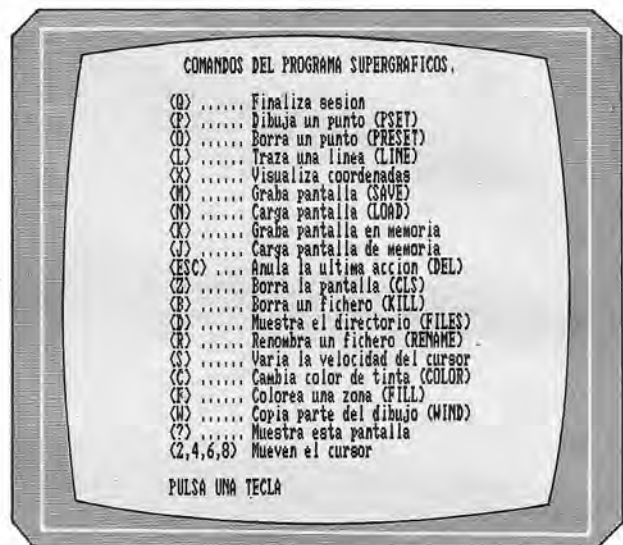 COMANDOS DEL PROGRAMA SUPERGRAFICOS.
<Q> ...... Finaliza sesion
<P> ...... Dibuja un punto (PSET)
<O> ...... Borra un punto (PRESET)
<L> ...... Traza una linea (LINE)
<X> ...... Visualiza coordenadas
<M> ...... Graba pantalla (SAVE)
<N> ...... Carga pantalla (LOAD)
<K> ...... Graba pantalla en memoria
<J> ...... Carga pantalla de memoria
<ESC> .... Anula la ultima accion (DEL)
<Z> ...... Borra la pantalla (CLS)
<B> ...... Borra un fichero (KILL)
<D> ...... Muestra el directorio (FILES)
<R> ...... Renombra un fichero (RENAME)
<S> ...... Varia la velocidad del cursor
<C> ...... Cambia color de tinta (COLOR)
<F> ...... Colorea una zona (FILL)
<W> ...... Copia parte del dibujo (WIND)
<?> ...... Muestra esta pantalla
<2,4,6,8> Mueven el cursor
PULSA UNA TECLA